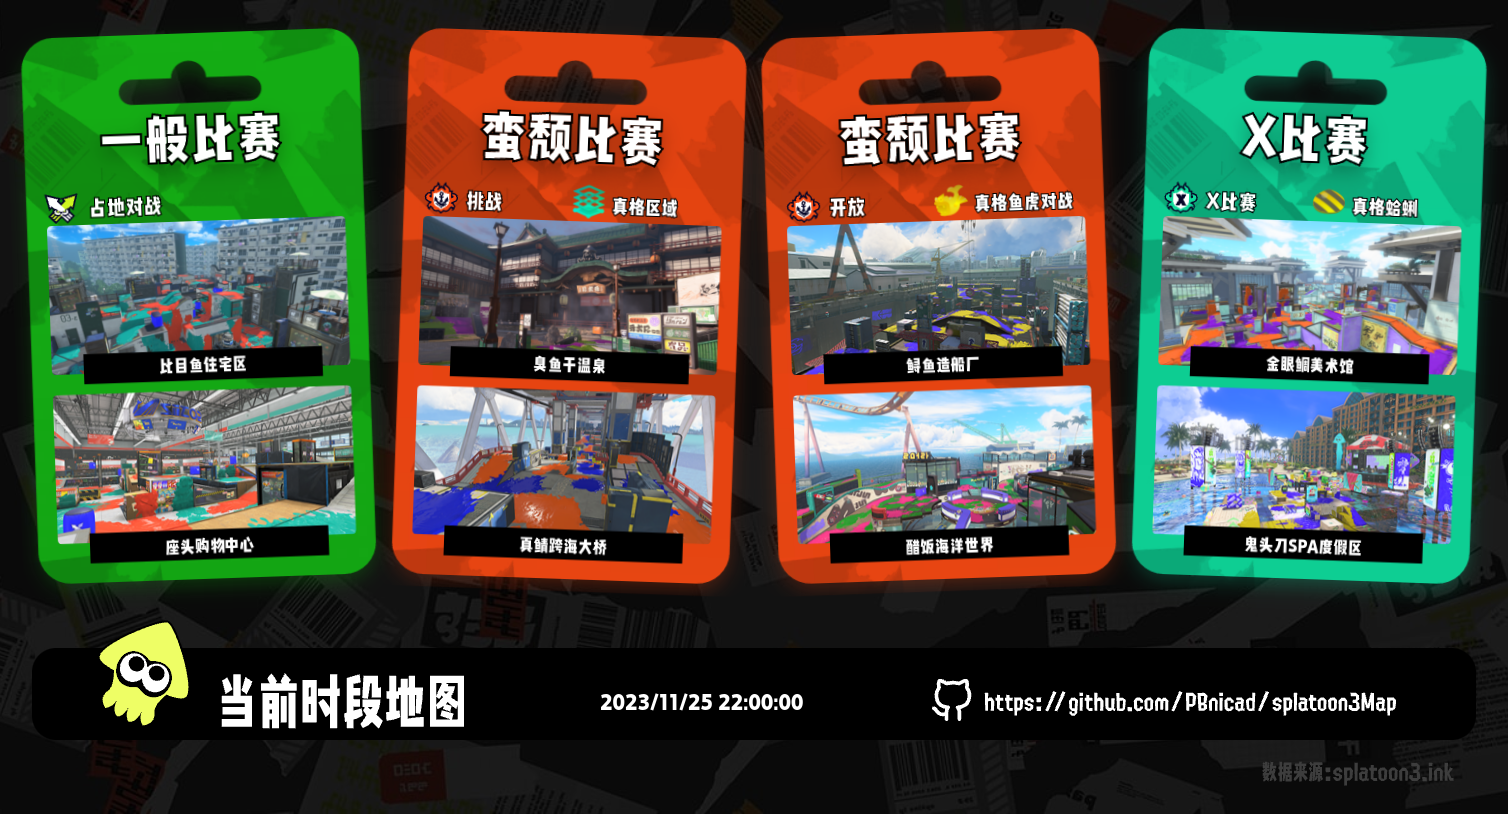 一般比赛
占地对战
比目鱼住宅区
座头购物中心
蛮颓比赛
挑战
真格区域
臭鱼干温泉
真鲭跨海大桥
蛮颓比赛
开放
真格鱼虎对战
鲟鱼造船厂
醋饭海洋世界
X比赛
X比赛
真格蛤蜊
金眼鲷美术馆
鬼头刀SPA度假区
当前时段地图
2023/11/25 22:00:00
https://github.com/PBnicad/splatoon3Map
数据来源:splatoon3.ink